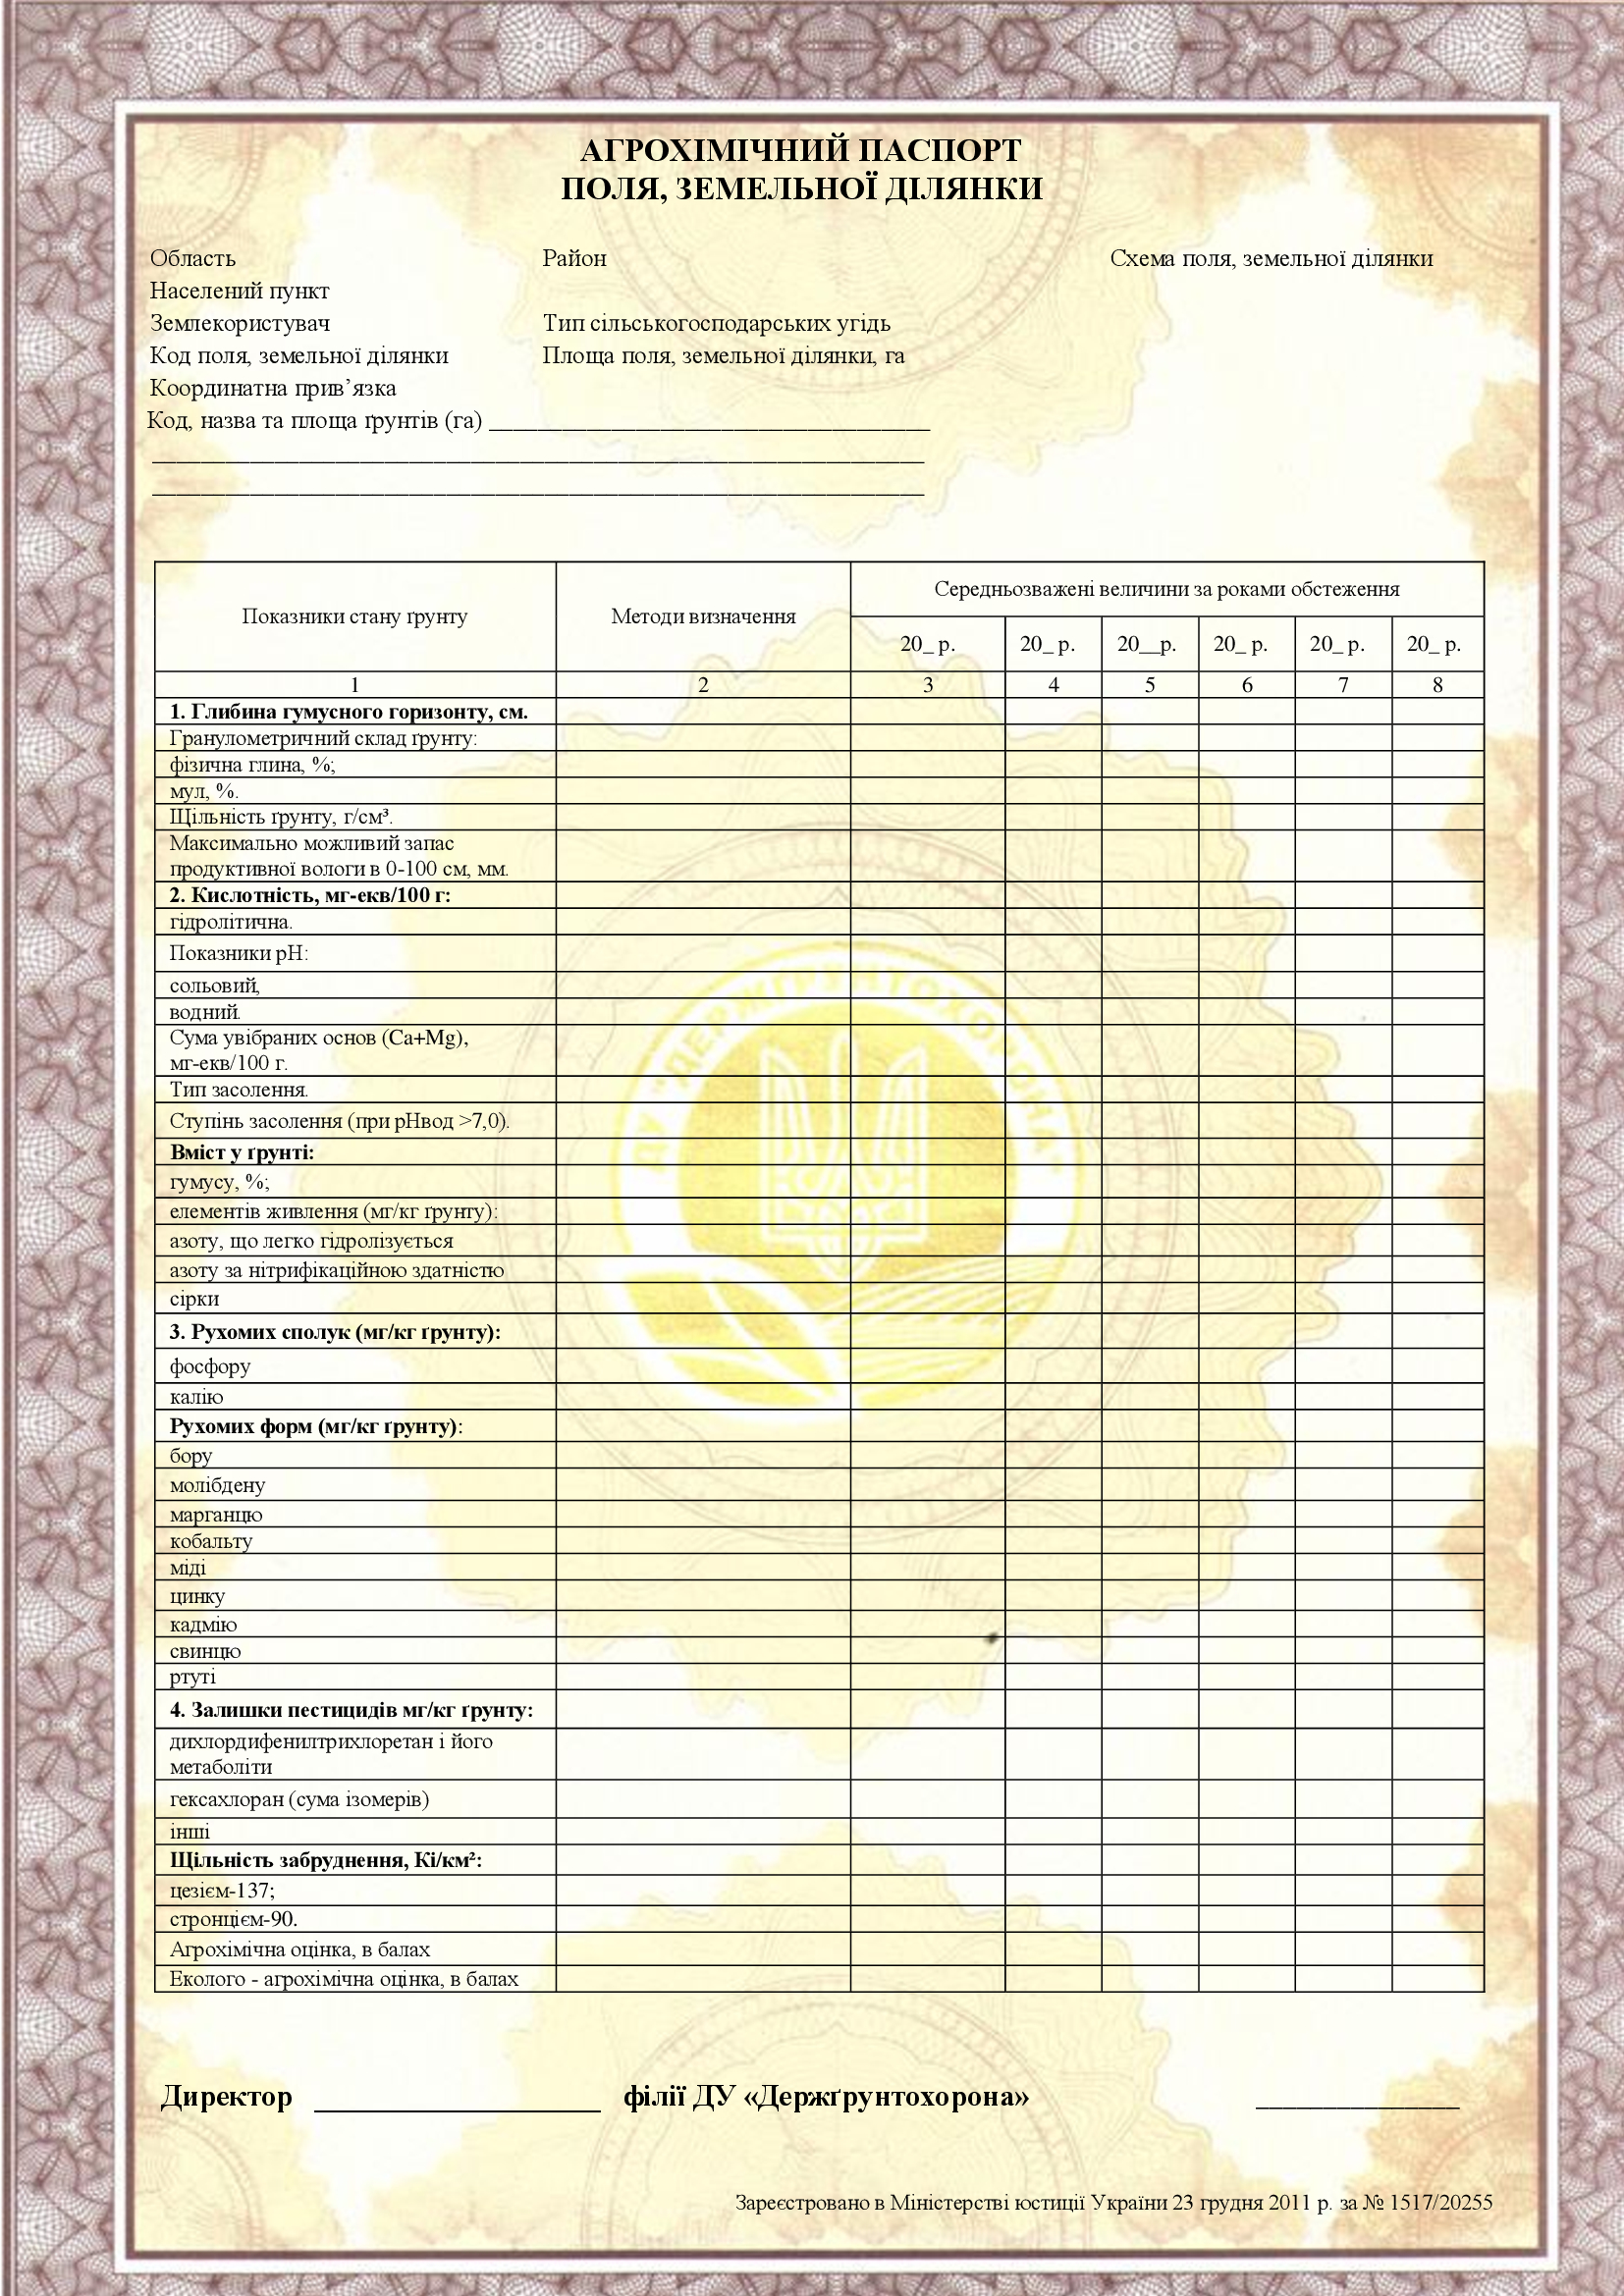 АГРОХІМІЧНИЙ ПАСПОРТ
ПОЛЯ, ЗЕМЕЛЬНОЇ ДІЛЯНКИ
Область Район Схема поля, земельної ділянки
Населений пункт
Землекористувач Тип сільськогосподарських угідь
Код поля, земельної ділянки Площа поля, земельної ділянки, га
Координатна прив’язка
Код, назва та площа ґрунтів (га) ____________________________________
_______________________________________________________________
_______________________________________________________________
Середньозважені величини за роками обстеження
Показники стану ґрунту Методи визначення
20_ р. 20_ р. 20__р. 20_ р. 20_ р. 20_ р.
1 2 3 4 5 6 7 8
1. Глибина гумусного горизонту, см.
Гранулометричний склад ґрунту:
фізична глина, %;
мул, %.
Щільність ґрунту, г/см³.
Максимально можливий запас
продуктивної вологи в 0-100 см, мм.
2. Кислотність, мг-екв/100 г:
гідролітична.
Показники pH:
сольовий,
водний.
Сума увібраних основ (Ca+Mg),
мг-екв/100 г.
Тип засолення.
Ступінь засолення (при pHвод >7,0).
Вміст у ґрунті:
гумусу, %;
елементів живлення (мг/кг ґрунту):
азоту, що легко гідролізується
азоту за нітрифікаційною здатністю
сірки
3. Рухомих сполук (мг/кг ґрунту):
фосфору
калію
Рухомих форм (мг/кг ґрунту):
бору
молібдену
марганцю
кобальту
міді
цинку
кадмію
свинцю
ртуті
4. Залишки пестицидів мг/кг ґрунту:
дихлордифенилтрихлоретан і його
метаболіти
гексахлоран (сума ізомерів)
інші
Щільність забруднення, Кі/км²:
цезієм-137;
стронцієм-90.
Агрохімічна оцінка, в балах
Еколого - агрохімічна оцінка, в балах
ДУ "ДЕРЖҐРУНТОХОРОНА"
Директор ____________________ філії ДУ «Держґрунтохорона» ________________
Зареєстровано в Міністерстві юстиції України 23 грудня 2011 р. за № 1517/20255